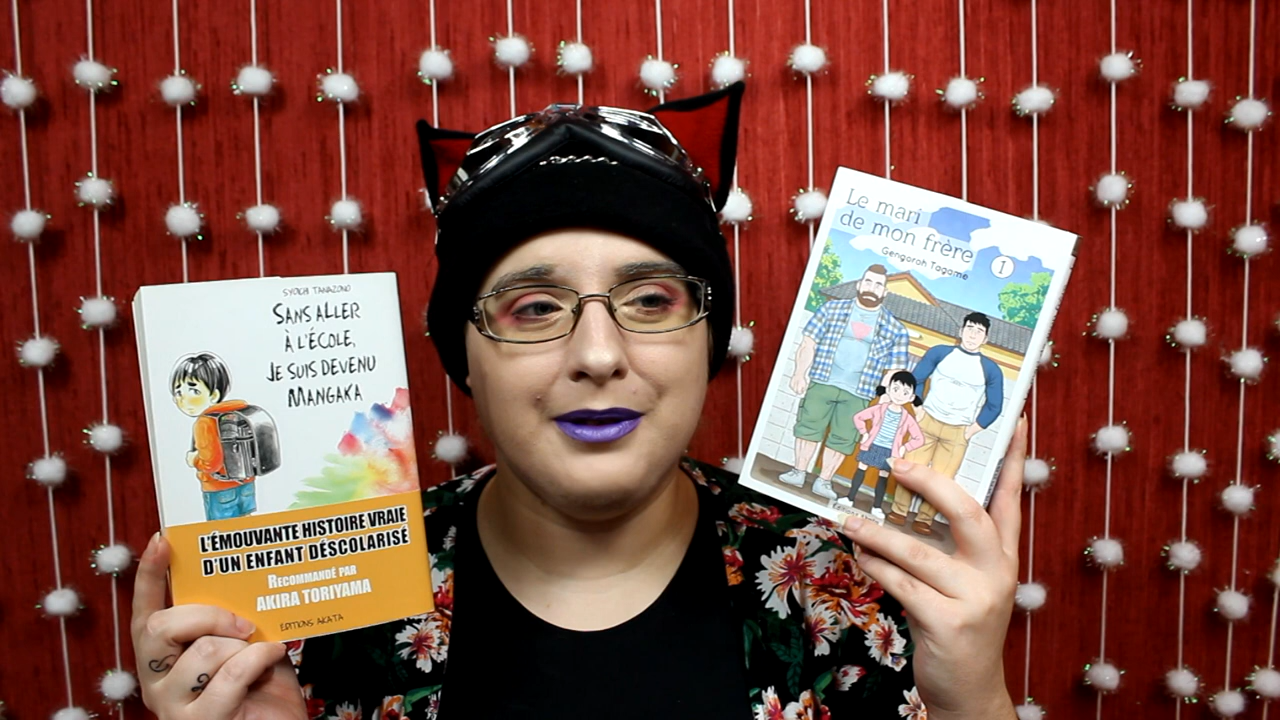 SYOICHI TANAZONO
SANS ALLER
À L'ÉCOLE,
JE SUIS DEVENU
MANGAKA
L'ÉMOUVANTE HISTOIRE VRAIE
D'UN ENFANT DÉSCOLARISÉ
RECOMMANDÉ PAR
AKIRA TORIYAMA
ÉDITIONS AKATA
Le mari
de mon frère
1
Gengoroh Tagame